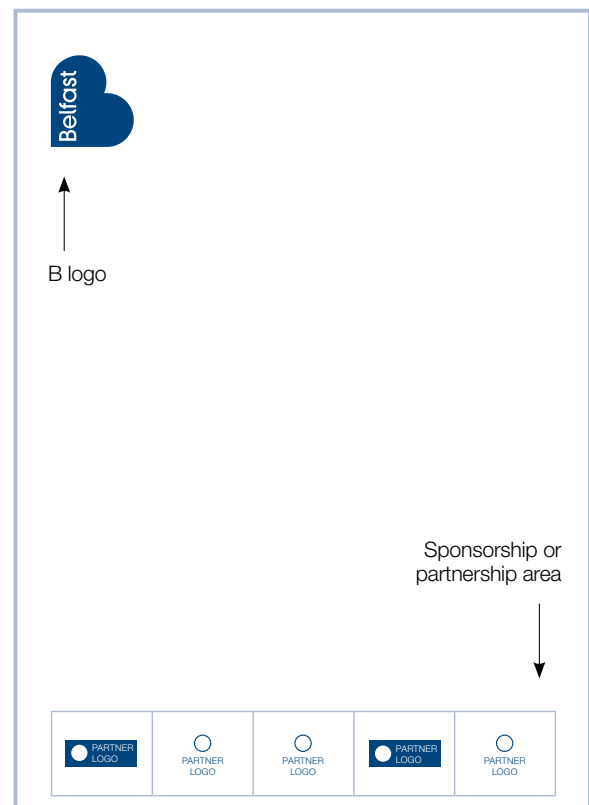 Belfast
B logo
Sponsorship or
partnership area
PARTNER
LOGO
PARTNER
LOGO
PARTNER
LOGO
PARTNER
LOGO
PARTNER
LOGO